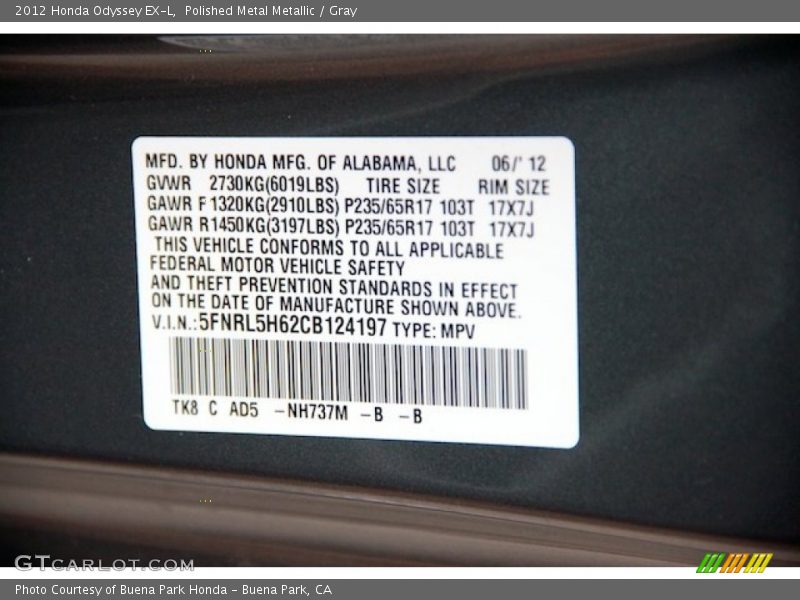 2012 Honda Odyssey EX-L,  Polished Metal Metallic / Gray
MFD. BY HONDA MFG. OF ALABAMA, LLC 06/' 12
GVWR 2730KG(6019LBS) TIRE SIZE RIM SIZE
GAWR F 1320KG(2910LBS) P235/65R17 103T 17X7J
GAWR R1450KG(3197LBS) P235/65R17 103T 17X7J
THIS VEHICLE CONFORMS TO ALL APPLICABLE
FEDERAL MOTOR VEHICLE SAFETY
AND THEFT PREVENTION STANDARDS IN EFFECT
ON THE DATE OF MANUFACTURE SHOWN ABOVE.
V.I.N.:5FNRL5H62CB124197 TYPE: MPV
TK8 C AD5 -NH737M -B -B
GTCARLOT.COM
Photo Courtesy of Buena Park Honda - Buena Park, CA